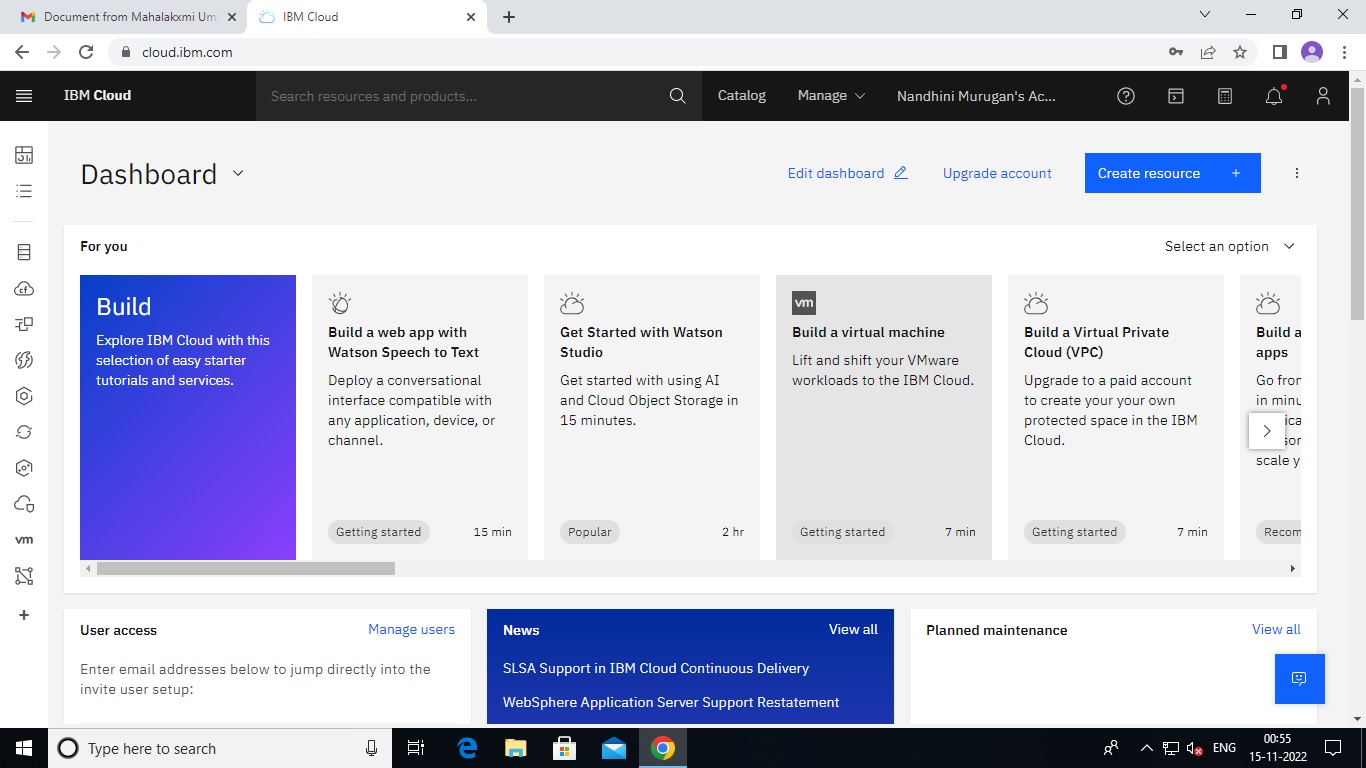 Document from Mahalakxmi Um
IBM Cloud
cloud.ibm.com
IBM Cloud
Search resources and products...
Catalog
Manage
Nandhini Murugan's Ac...
Dashboard
Edit dashboard
Upgrade account
Create resource +
For you
Select an option
Build
Explore IBM Cloud with this
selection of easy starter
tutorials and services.
Build a web app with
Watson Speech to Text
Deploy a conversational
interface compatible with
any application, device, or
channel.
Getting started
15 min
Get Started with Watson
Studio
Get started with using AI
and Cloud Object Storage in
15 minutes.
Popular
2 hr
vm
Build a virtual machine
Lift and shift your VMware
workloads to the IBM Cloud.
Getting started
7 min
Build a Virtual Private
Cloud (VPC)
Upgrade to a paid account
to create your your own
protected space in the IBM
Cloud.
Getting started
7 min
Build a
apps
Go from
in minu
ica
sor
scale y
Recom
cf
vm
User access
Manage users
Enter email addresses below to jump directly into the
invite user setup:
News
View all
SLSA Support in IBM Cloud Continuous Delivery
WebSphere Application Server Support Restatement
Planned maintenance
View all
Type here to search
ENG
00:55
15-11-2022